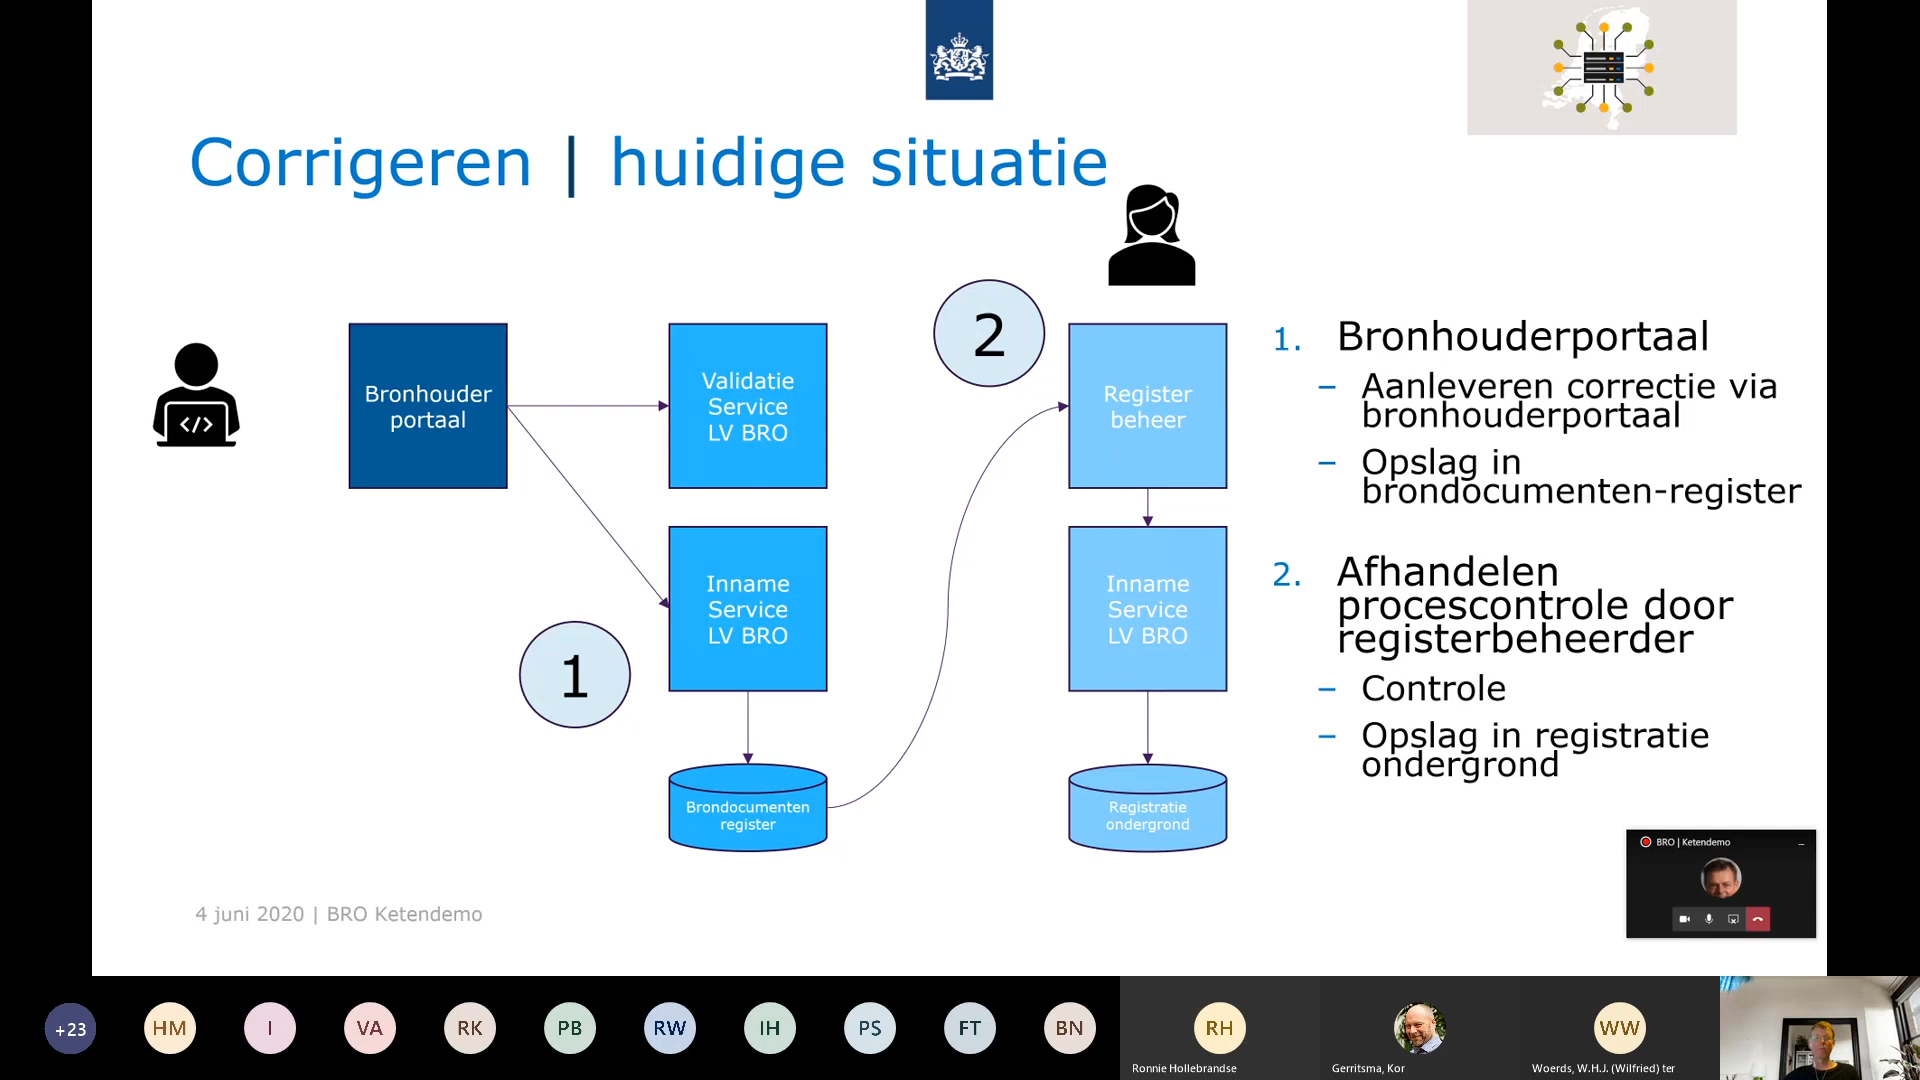 Corrigeren | huidige situatie
Bronhouder
portaal
</>
Validatie
Service
LV BRO
Inname
Service
LV BRO
1
Brondocumenten
register
2
Register
beheer
Inname
Service
LV BRO
Registratie
ondergrond
1. Bronhouderportaal
– Aanleveren correctie via
bronhouderportaal
– Opslag in
brondocumenten-register
2. Afhandelen
procescontrole door
registerbeheerder
– Controle
– Opslag in registratie
ondergrond
BRO | Ketendemo
4 juni 2020 | BRO Ketendemo
+23
HM
I
VA
RK
PB
RW
IH
PS
FT
BN
RH
WW
Ronnie Hollebrandse
Gerritsma, Kor
Woerds, W.H.J. (Wilfried) ter